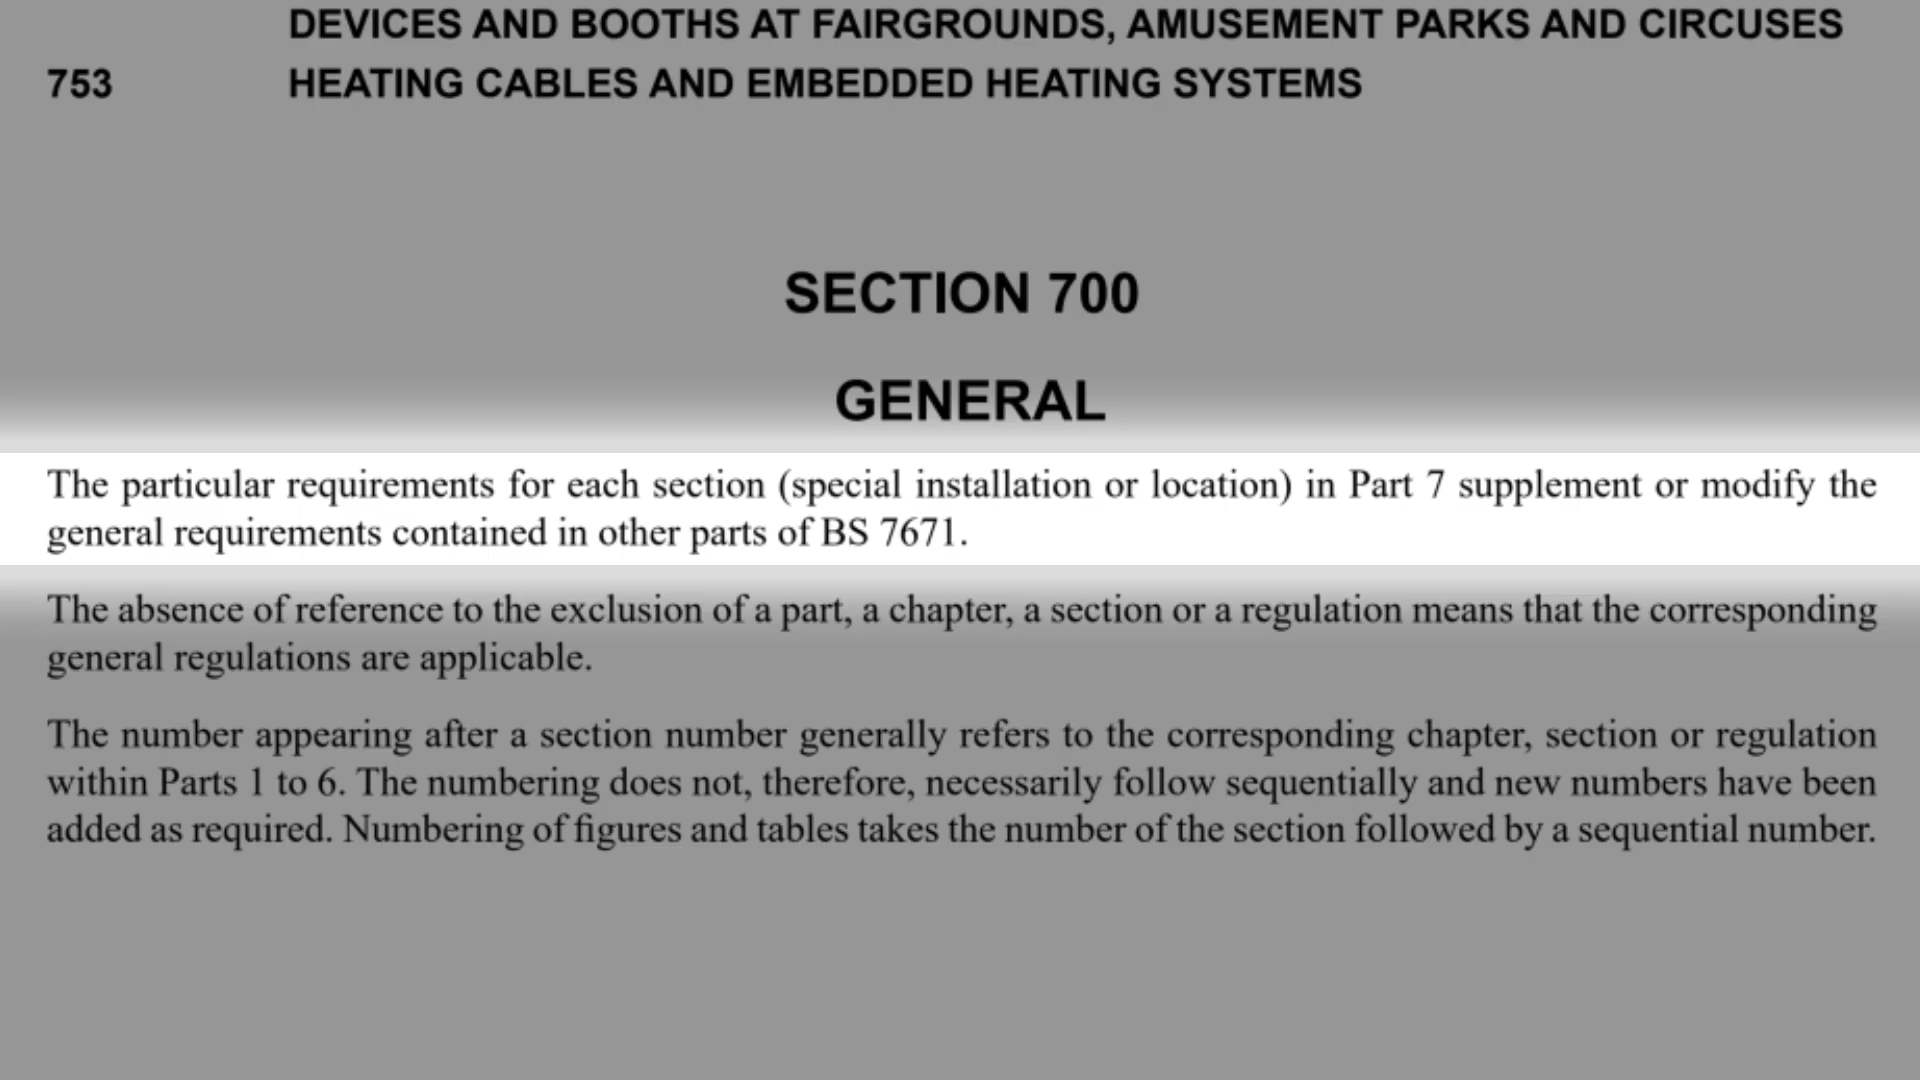 DEVICES AND BOOTHS AT FAIRGROUNDS, AMUSEMENT PARKS AND CIRCUSES
753 HEATING CABLES AND EMBEDDED HEATING SYSTEMS
SECTION 700
GENERAL
The particular requirements for each section (special installation or location) in Part 7 supplement or modify the
general requirements contained in other parts of BS 7671.
The absence of reference to the exclusion of a part, a chapter, a section or a regulation means that the corresponding
general regulations are applicable.
The number appearing after a section number generally refers to the corresponding chapter, section or regulation
within Parts 1 to 6. The numbering does not, therefore, necessarily follow sequentially and new numbers have been
added as required. Numbering of figures and tables takes the number of the section followed by a sequential number.